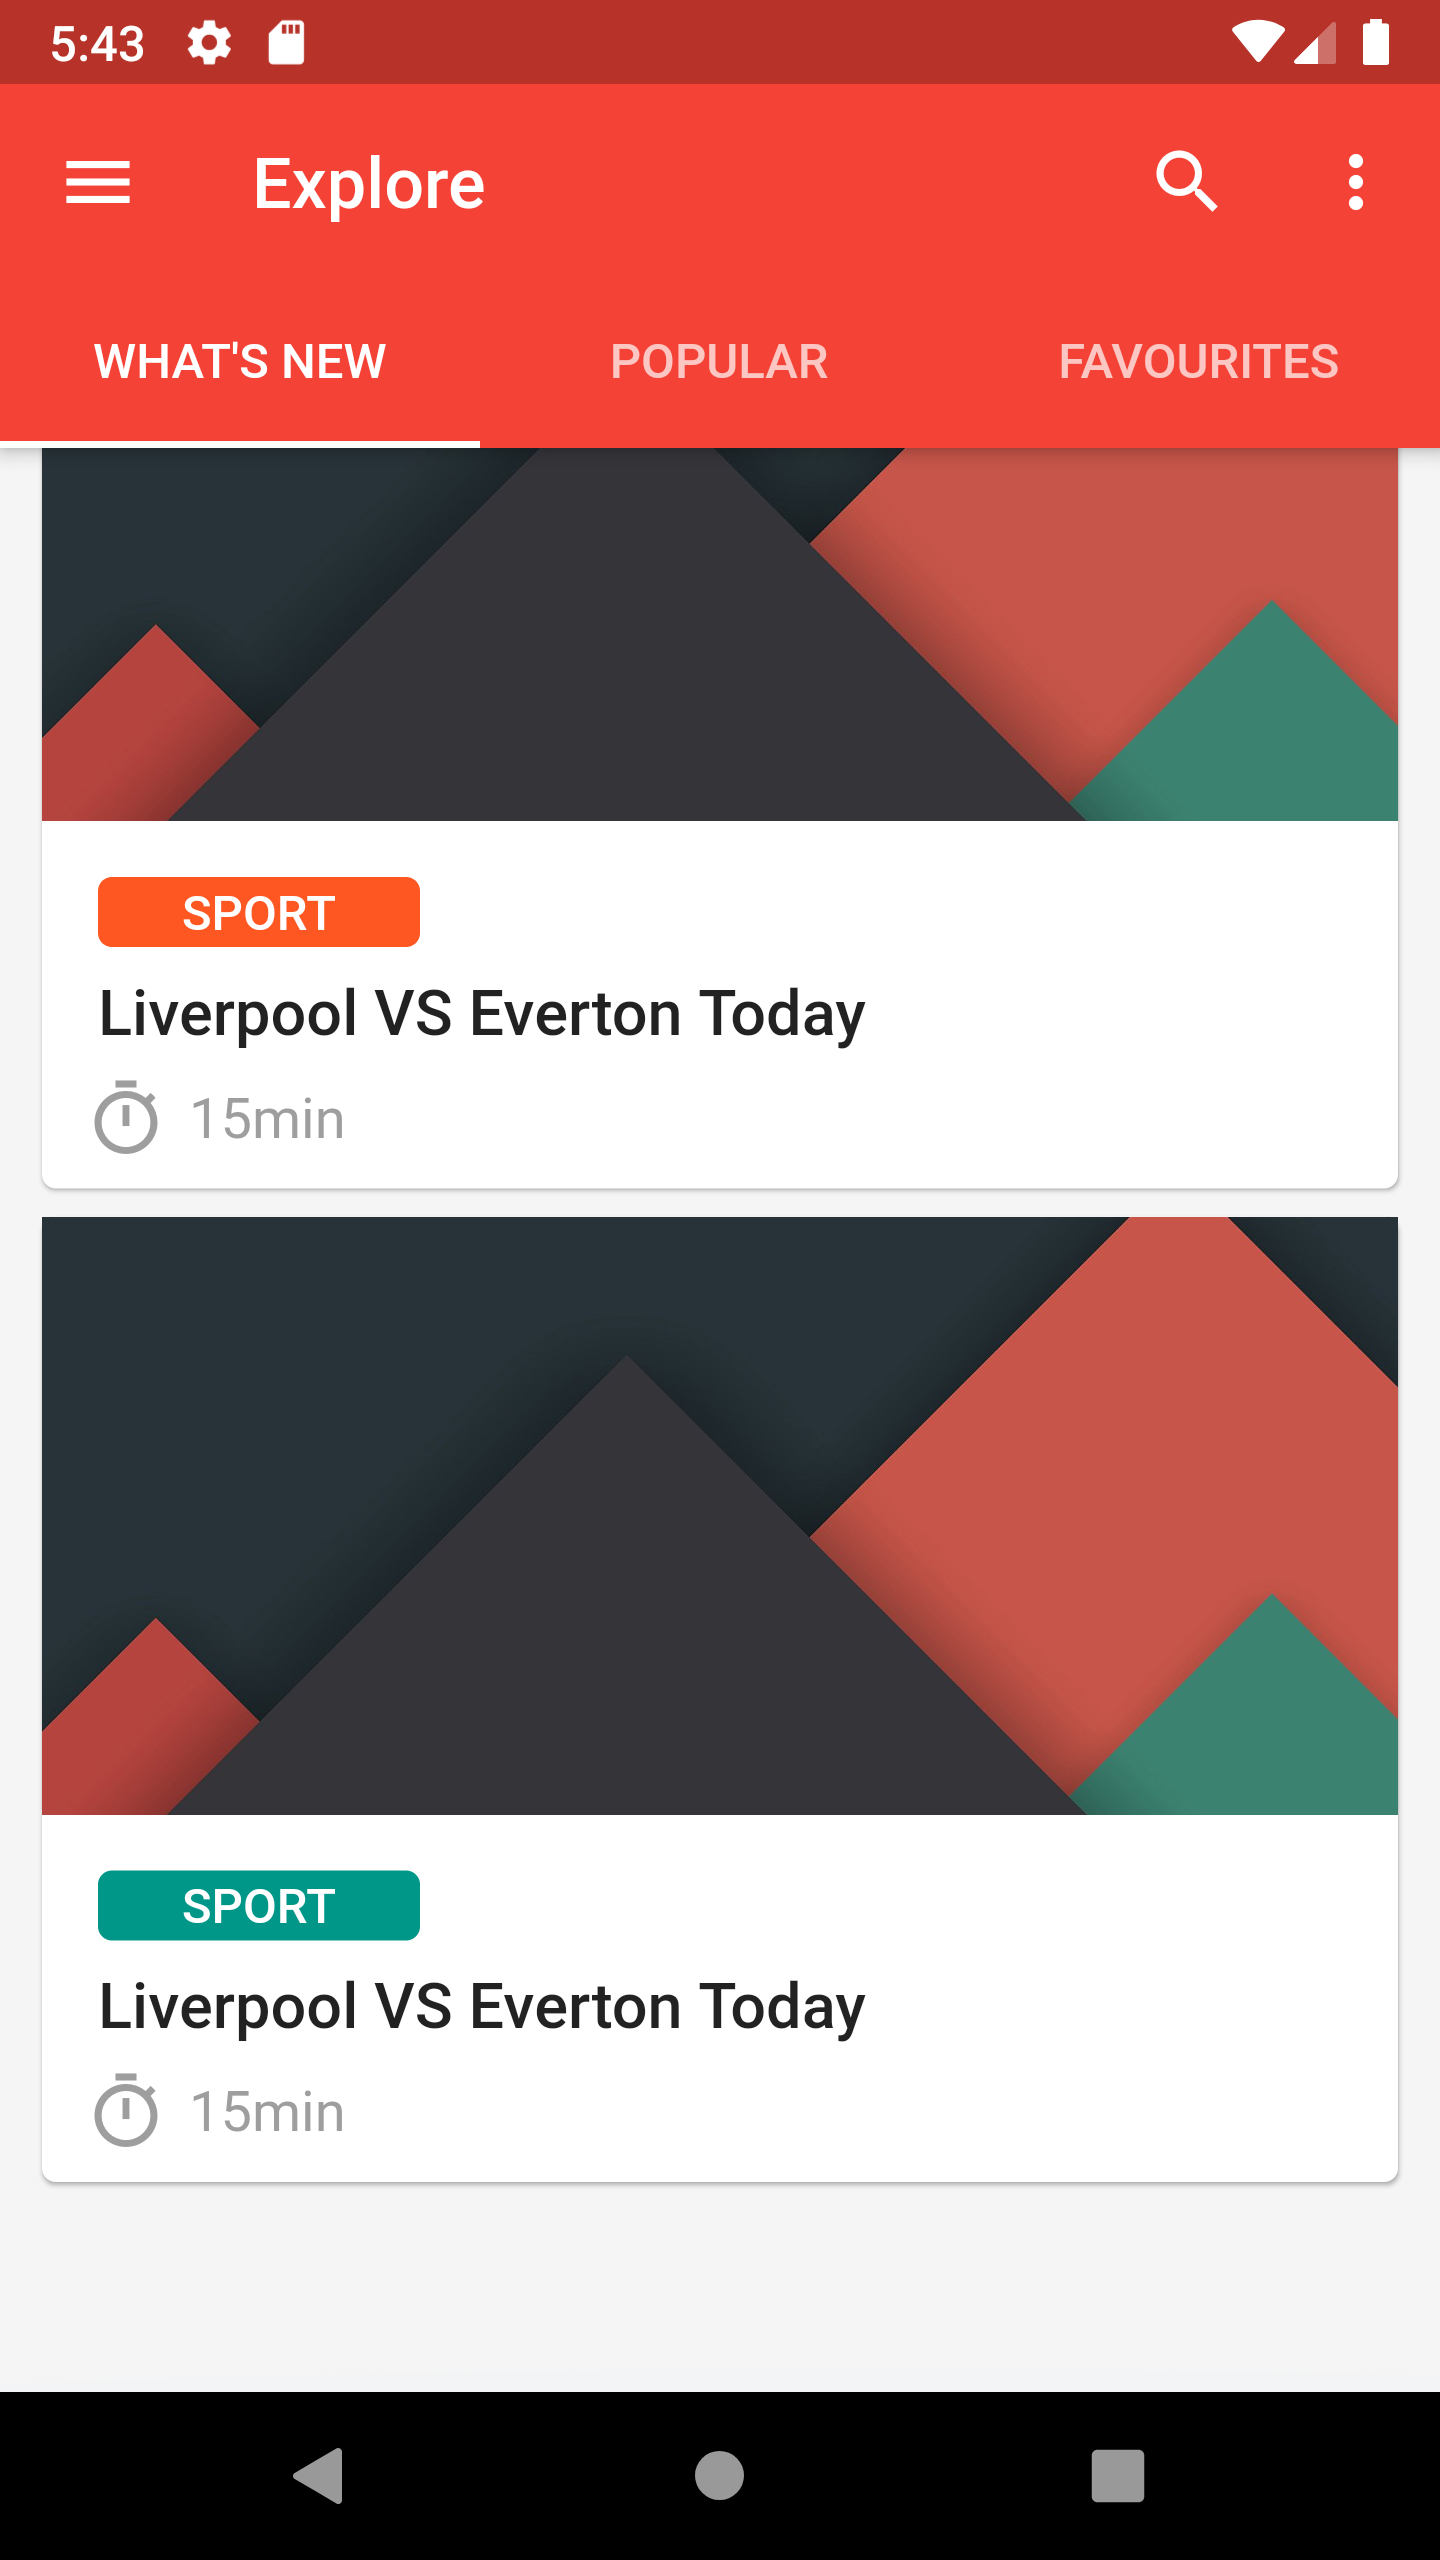 5:43
Explore
WHAT'S NEW
POPULAR
FAVOURITES
SPORT
Liverpool VS Everton Today
15min
SPORT
Liverpool VS Everton Today
15min